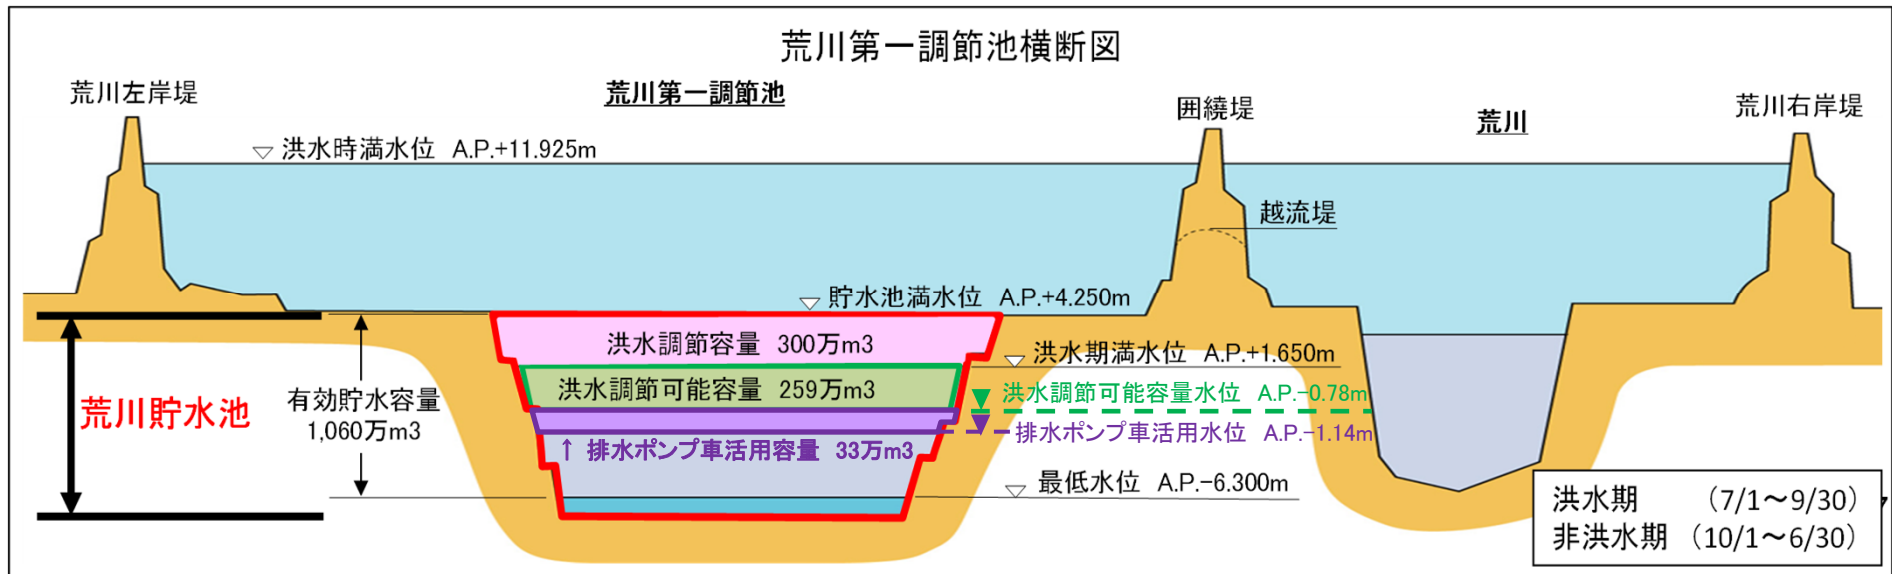 荒川第一調節池横断図
荒川左岸堤
荒川第一調節池
囲繞堤
荒川
荒川右岸堤
洪水時満水位 A.P.+11.925m
越流堤
貯水池満水位 A.P.+4.250m
洪水調節容量 300万m3
洪水期満水位 A.P.+1.650m
洪水調節可能容量 259万m3
洪水調節可能容量水位 A.P.-0.78m
荒川貯水池
有効貯水容量
1,060万m3
排水ポンプ車活用水位 A.P.-1.14m
↑ 排水ポンプ車活用容量 33万m3
最低水位 A.P.-6.300m
洪水期 (7/1～9/30)
非洪水期 (10/1～6/30)